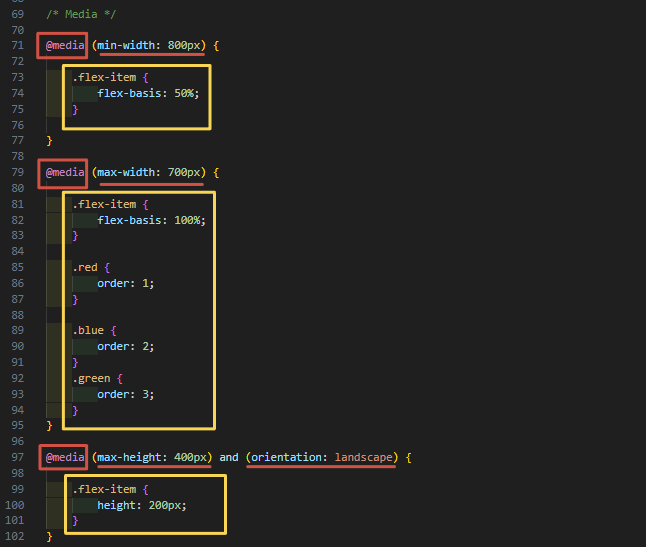 69 /* Media */
70
71 @media (min-width: 800px) {
72
73 .flex-item {
74 flex-basis: 50%;
75 }
76
77 }
78
79 @media (max-width: 700px) {
80
81 .flex-item {
82 flex-basis: 100%;
83 }
84
85 .red {
86 order: 1;
87 }
88
89 .blue {
90 order: 2;
91 }
92 .green {
93 order: 3;
94 }
95 }
96
97 @media (max-height: 400px) and (orientation: landscape) {
98
99 .flex-item {
100 height: 200px;
101 }
102 }